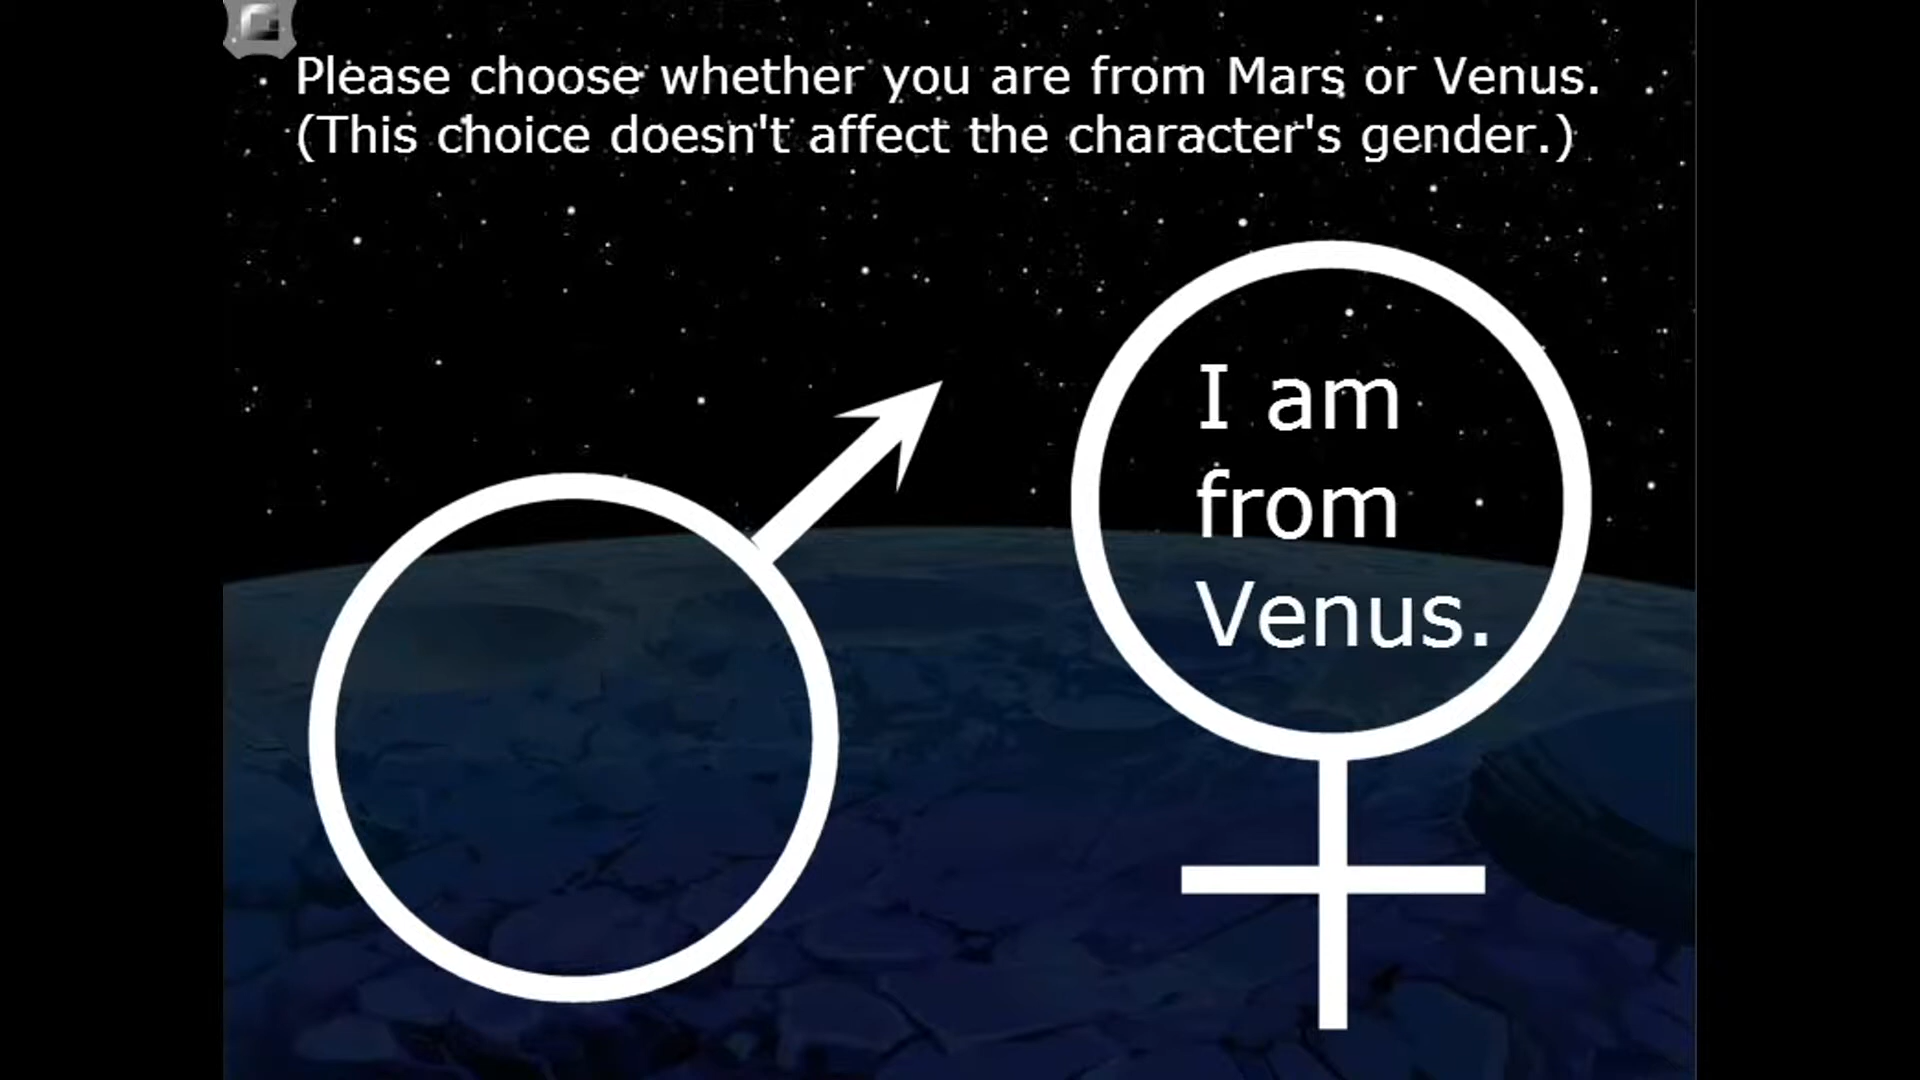 Please choose whether you are from Mars or Venus.
(This choice doesn't affect the character's gender.)
I am
from
Venus.